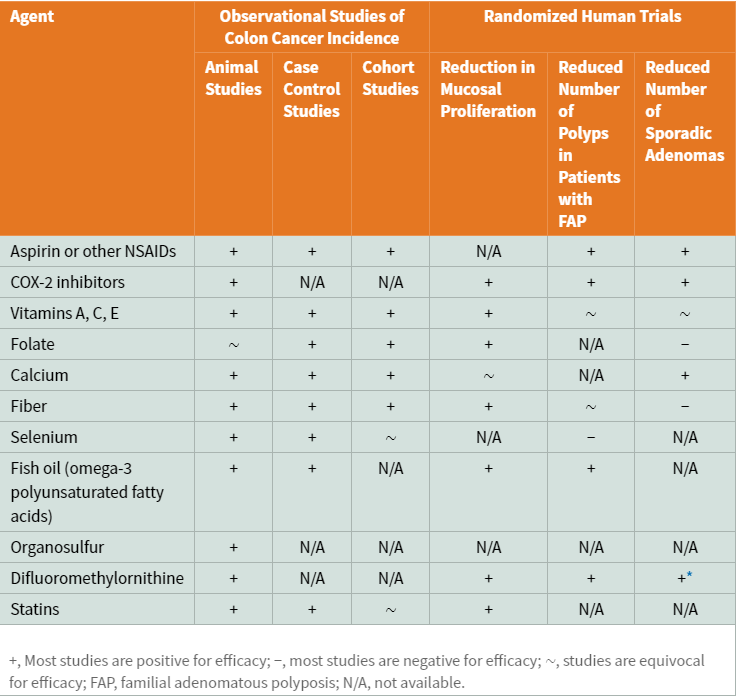 Agent Observational Studies of Colon Cancer Incidence Randomized Human Trials
Animal Studies Case Control Studies Cohort Studies Reduction in Mucosal Proliferation Reduced Number of Polyps in Patients with FAP Reduced Number of Sporadic Adenomas
Aspirin or other NSAIDs + + + N/A + +
COX-2 inhibitors + N/A N/A + + +
Vitamins A, C, E + + + + ~ ~
Folate ~ + + + N/A −
Calcium + + + ~ N/A +
Fiber + + + + ~ −
Selenium + + ~ N/A − N/A
Fish oil (omega-3 polyunsaturated fatty acids) + + N/A + + N/A
Organosulfur + N/A N/A N/A N/A N/A
Difluoromethylornithine + N/A N/A + + +*
Statins + + ~ + N/A N/A
+, Most studies are positive for efficacy; −, most studies are negative for efficacy; ~, studies are equivocal
for efficacy; FAP, familial adenomatous polyposis; N/A, not available.